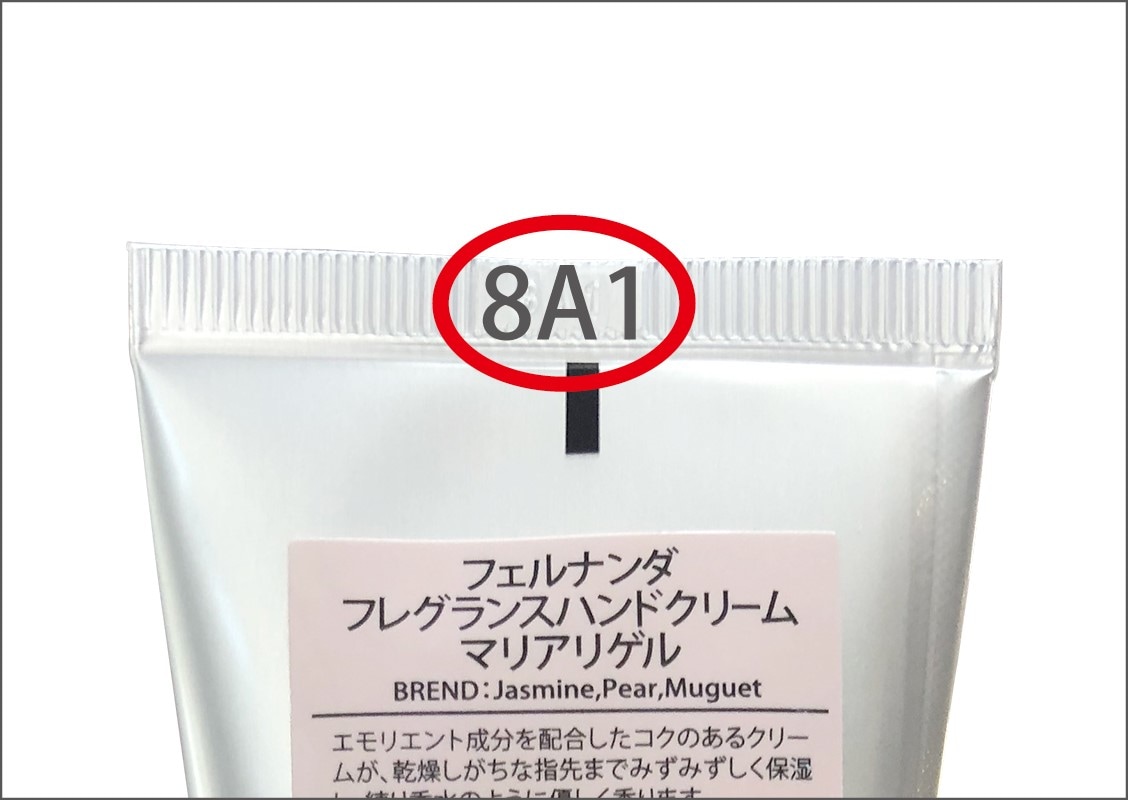 8A1
フェルナンダ
フレグランスハンドクリーム
マリアリゲル
BREND：Jasmine,Pear,Muguet
エモリエント成分を配合したコクのあるクリー
ムが、乾燥しがちな指先までみずみずしく保湿